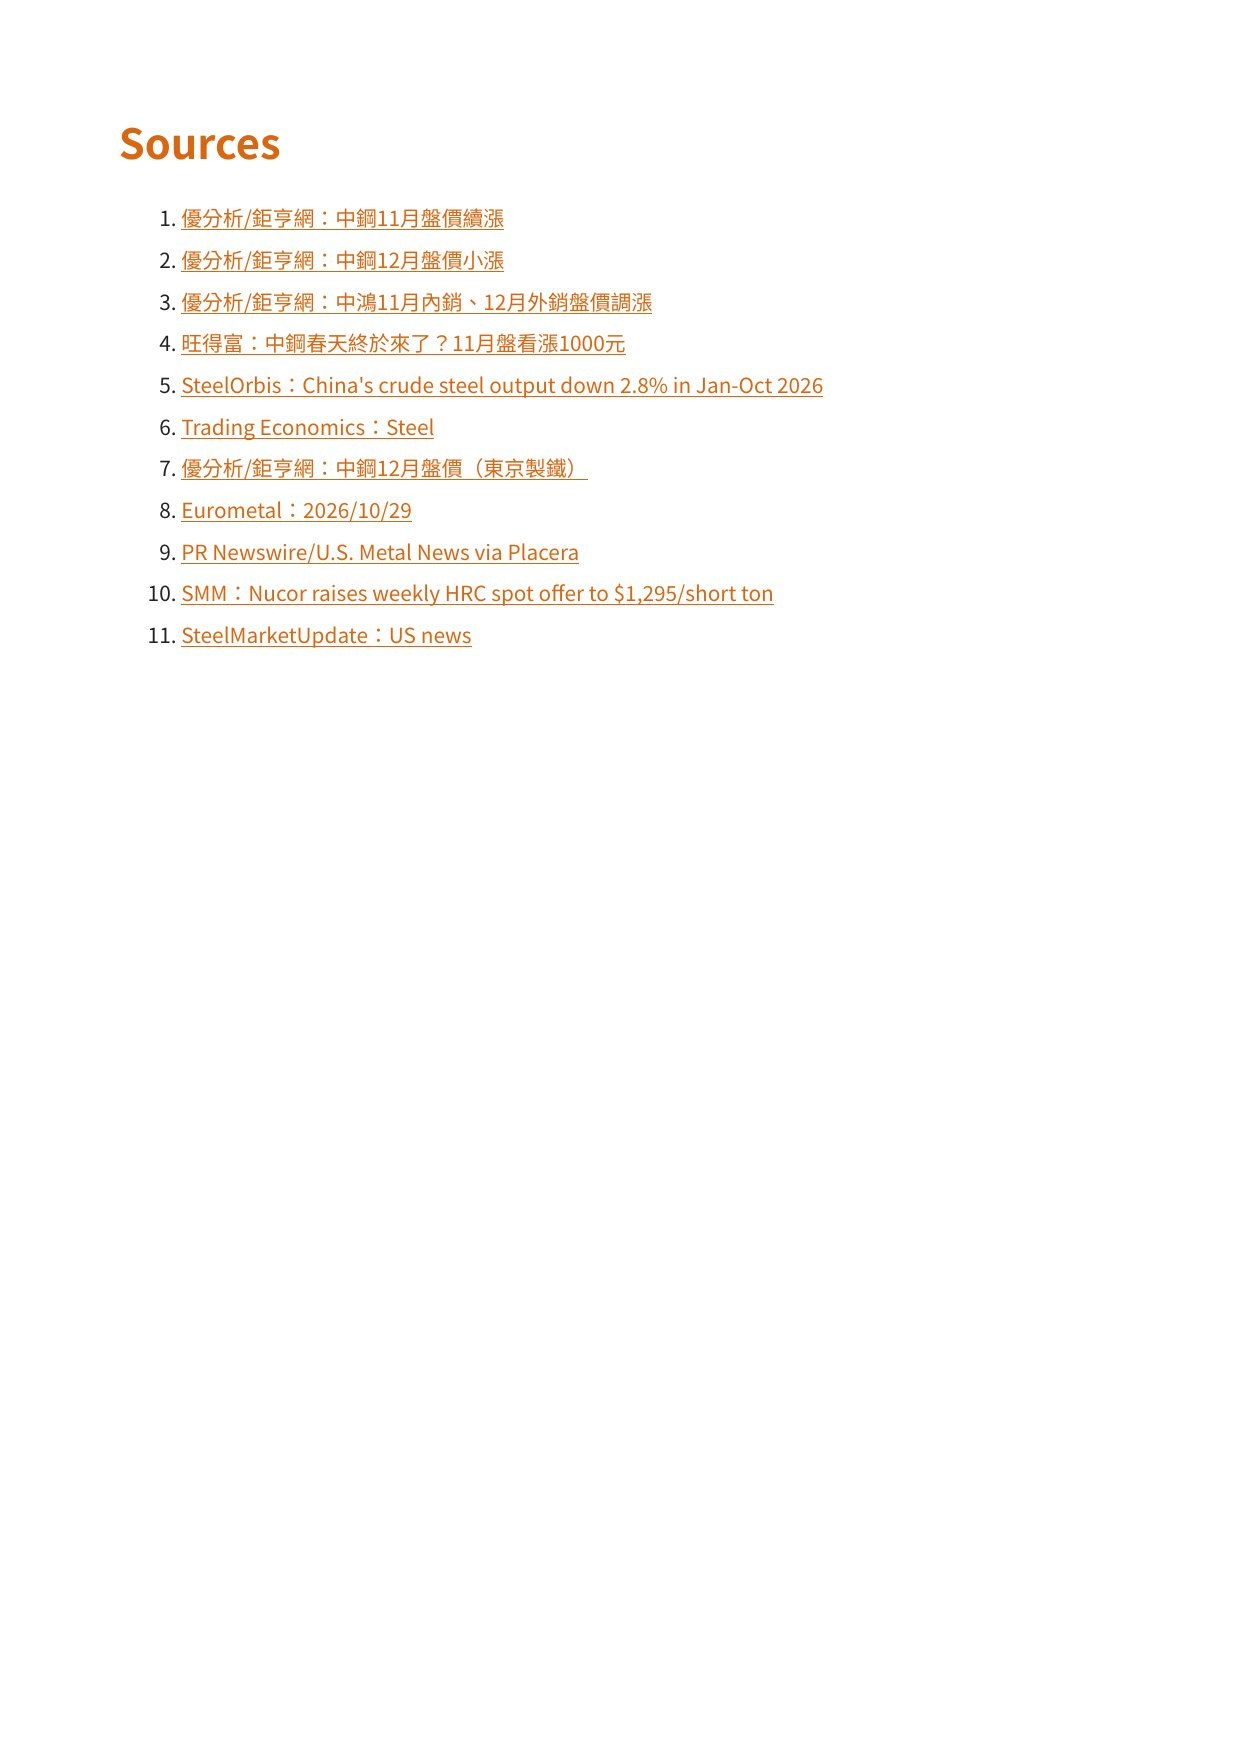 Sources
1. 優分析/鉅亨網：中鋼11月盤價續漲
2. 優分析/鉅亨網：中鋼12月盤價小漲
3. 優分析/鉅亨網：中鴻11月內銷、12月外銷盤價調漲
4. 旺得富：中鋼春天終於來了？11月盤看漲1000元
5. SteelOrbis：China's crude steel output down 2.8% in Jan-Oct 2026
6. Trading Economics：Steel
7. 優分析/鉅亨網：中鋼12月盤價（東京製鐵）
8. Eurometal：2026/10/29
9. PR Newswire/U.S. Metal News via Placera
10. SMM：Nucor raises weekly HRC spot offer to $1,295/short ton
11. SteelMarketUpdate：US news